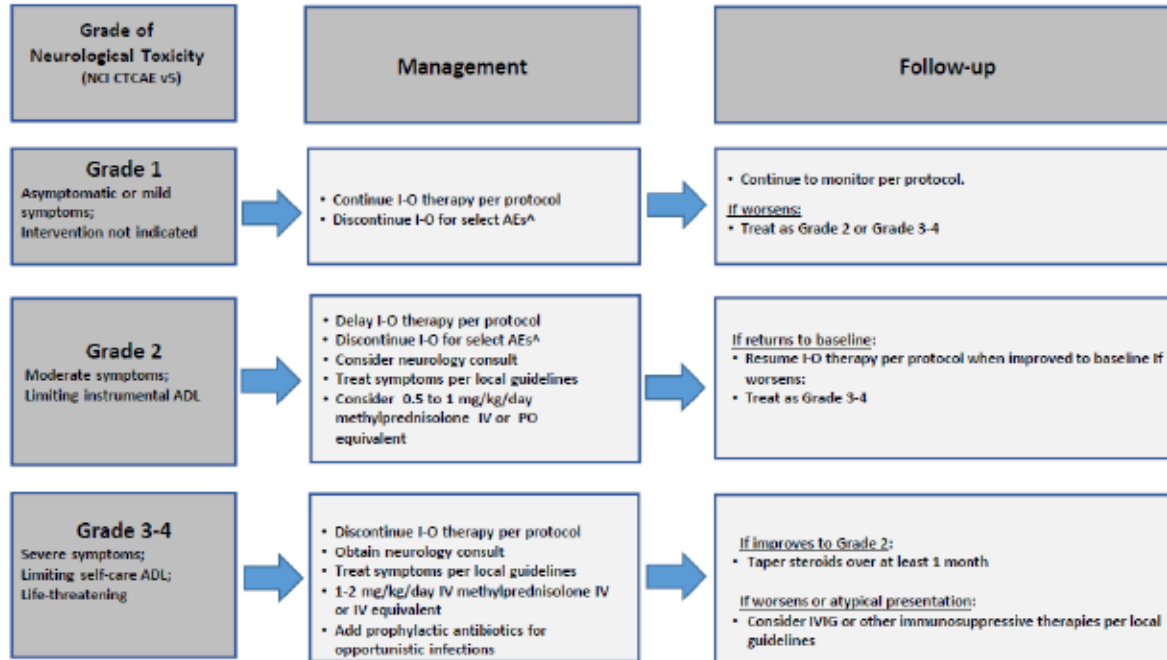 Grade of
Neurological Toxicity
(NCI CTCAE v5)
Management
Follow-up
Grade 1
Asymptomatic or mild
symptoms;
Intervention not indicated
• Continue I-O therapy per protocol
• Discontinue I-O for select AEs^
• Continue to monitor per protocol.
If worsens:
• Treat as Grade 2 or Grade 3-4
Grade 2
Moderate symptoms;
Limiting instrumental ADL
• Delay I-O therapy per protocol
• Discontinue I-O for select AEs^
• Consider neurology consult
• Treat symptoms per local guidelines
• Consider 0.5 to 1 mg/kg/day
methylprednisolone IV or PO
equivalent
If returns to baseline:
• Resume I-O therapy per protocol when improved to baseline If
worsens:
• Treat as Grade 3-4
Grade 3-4
Severe symptoms;
Limiting self-care ADL;
Life-threatening
• Discontinue I-O therapy per protocol
• Obtain neurology consult
• Treat symptoms per local guidelines
• 1-2 mg/kg/day IV methylprednisolone IV
or IV equivalent
• Add prophylactic antibiotics for
opportunistic infections
If improves to Grade 2:
• Taper steroids over at least 1 month
If worsens or atypical presentation:
• Consider IVIG or other immunosuppressive therapies per local
guidelines